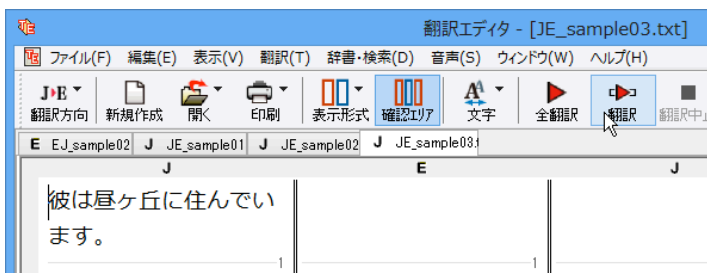 翻訳エディタ - [JE_sample03.txt]
ファイル(F) 編集(E) 表示(V) 翻訳(T) 辞書・検索(D) 音声(S) ウィンドウ(W) ヘルプ(H)
J▶E
翻訳方向 新規作成 開く 印刷 表示形式 確認エリア 文字 全翻訳 翻訳 翻訳中止
E EJ_sample02 J JE_sample01 J JE_sample02 J JE_sample03.t
J E J
彼は昼ヶ丘に住んでい
ます。
1 1